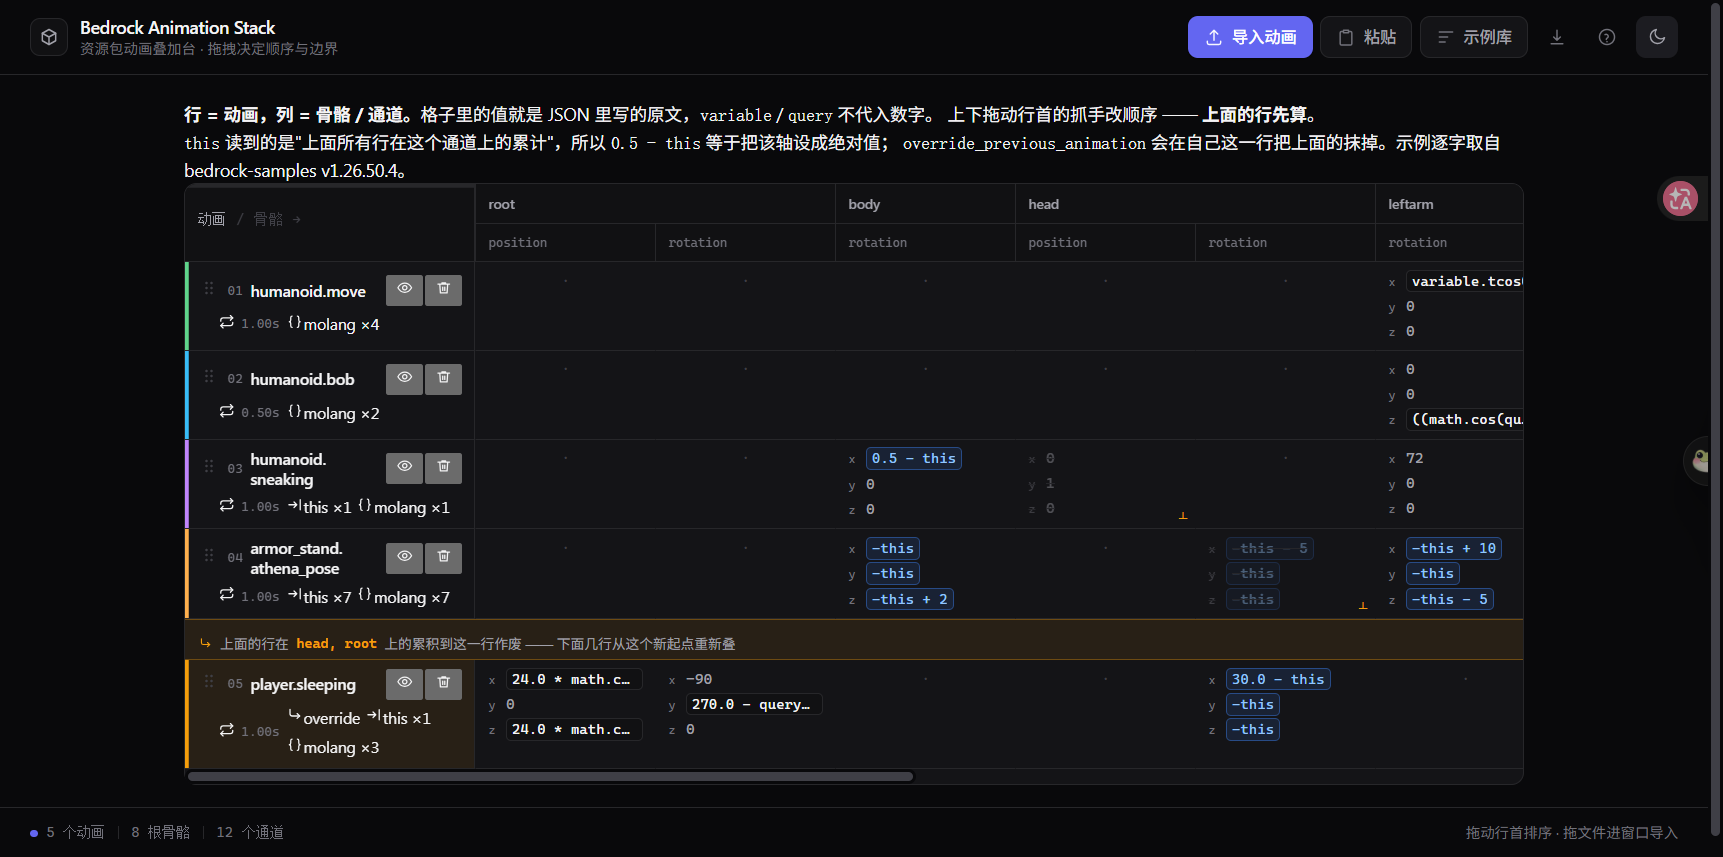 Bedrock Animation Stack
资源包动画叠加台 · 拖拽决定顺序与边界
导入动画
粘贴
示例库
行 = 动画，列 = 骨骼 / 通道。格子里的值就是 JSON 里写的原文，variable / query 不代入数字。 上下拖动行首的抓手改顺序 —— 上面的行先算。
this 读到的是"上面所有行在这个通道上的累计"，所以 0.5 - this 等于把该轴设成绝对值； override_previous_animation 会在自己这一行把上面的抹掉。示例逐字取自
bedrock-samples v1.26.50.4。
动画 / 骨骼 →
root
body
head
leftarm
position
rotation
rotation
position
rotation
rotation
01 humanoid.move
1.00s {} molang ×4
x variable.tcos
y 0
z 0
02 humanoid.bob
0.50s {} molang ×2
x 0
y 0
z ((math.cos(qu.
03 humanoid.
sneaking
1.00s this ×1 {} molang ×1
x 0.5 - this
y 0
z 0
x 0
y 1
z 0
x 72
y 0
z 0
04 armor_stand.
athena_pose
1.00s this ×7 {} molang ×7
x -this
y -this
z -this + 2
x -this - 5
y -this
z -this
x -this + 10
y -this
z -this - 5
↳ 上面的行在 head, root 上的累积到这一行作废 —— 下面几行从这个新起点重新叠
05 player.sleeping
1.00s override this ×1
{} molang ×3
x 24.0 * math.c…
y 0
z 24.0 * math.c…
x -90
y 270.0 - query…
z 0
x 30.0 - this
y -this
z -this
5 个动画
8 根骨骼
12 个通道
拖动行首排序 · 拖文件进窗口导入